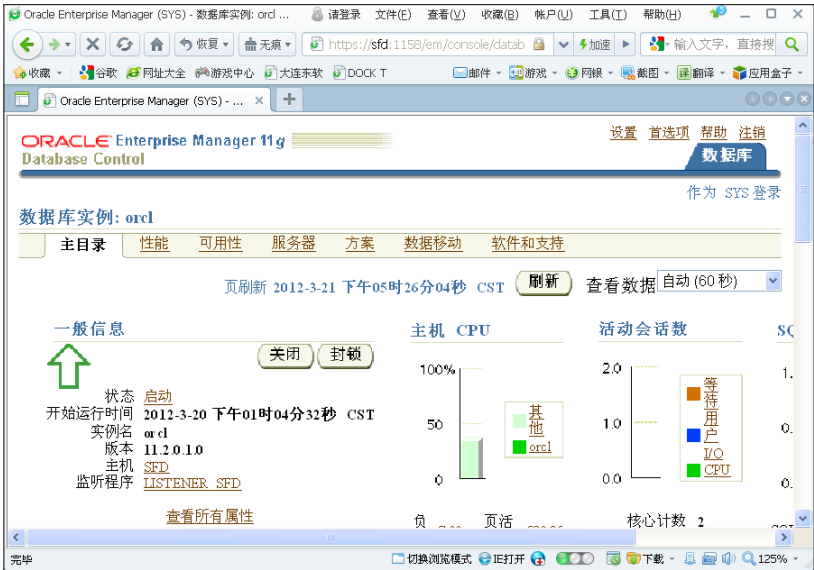 Oracle Enterprise Manager (SYS) - 数据库实例: orcl ... 请登录 文件(F) 查看(V) 收藏(B) 帐户(U) 工具(T) 帮助(H)
恢复 无痕 https://sfd:1158/em/console/datab 加速 输入文字，直接搜
收藏 谷歌 网址大全 游戏中心 大连东软 DOCK T 邮件 游戏 网银 截图 翻译 应用盒子
Oracle Enterprise Manager (SYS) - ...
ORACLE Enterprise Manager 11g
Database Control
设置 首选项 帮助 注销
数据库
作为 SYS 登录
数据库实例: orcl
主目录 性能 可用性 服务器 方案 数据移动 软件和支持
页刷新 2012-3-21 下午05时26分04秒 CST 刷新 查看数据 自动 (60 秒)
一般信息
关闭 封锁
状态 启动
开始运行时间 2012-3-20 下午01时04分32秒 CST
实例名 orcl
版本 11.2.0.1.0
主机 SFD
监听程序 LISTENER_SFD
查看所有属性
主机 CPU
100%
50
0
其他
orcl
活动会话数
2.0
1.0
0.0
等待
用户
I/O
CPU
核心计数 2
SQ
1.
0.
0.
负
页活
完毕 切换浏览模式 IE打开 下载 125%